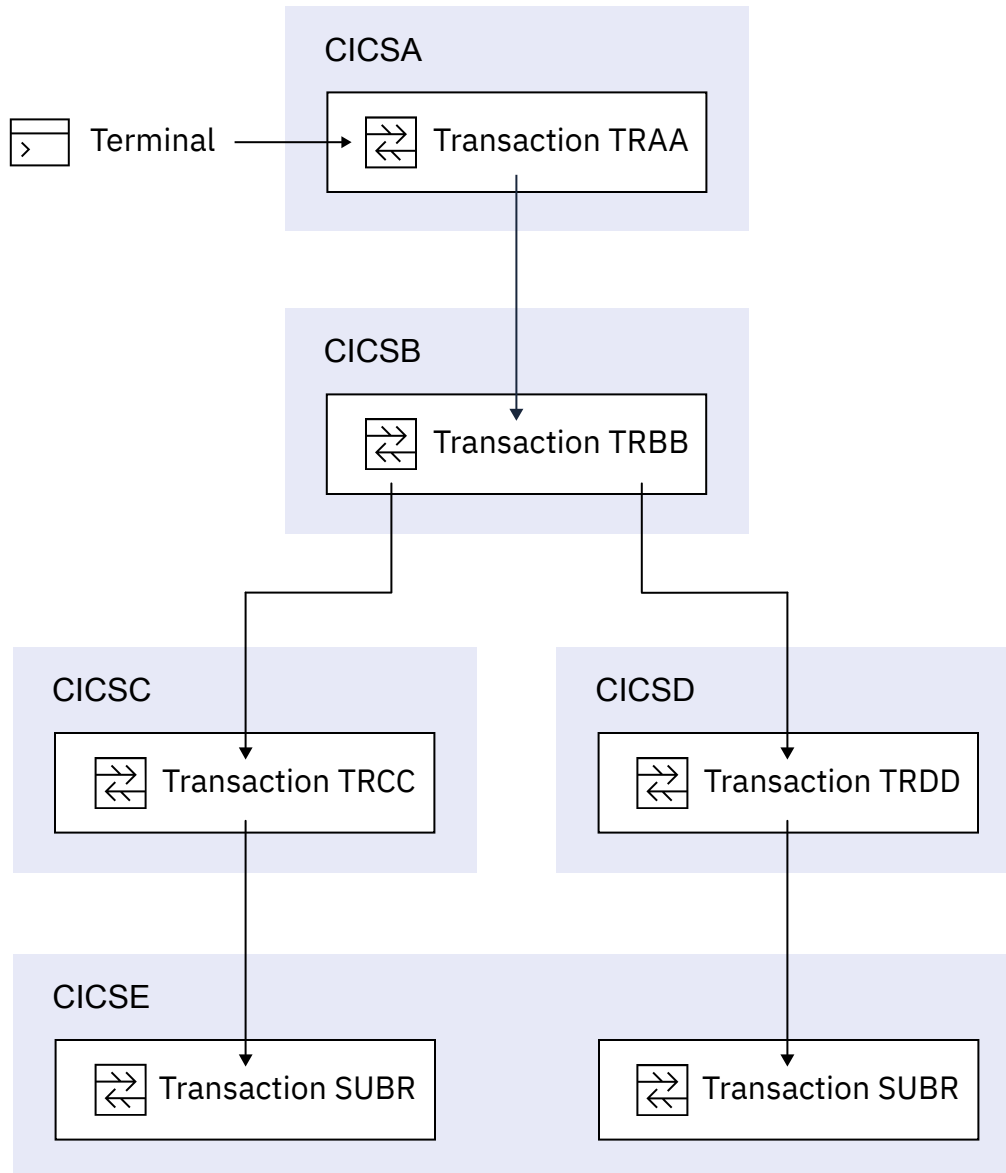 CICSA
Terminal
Transaction TRAA
CICSB
Transaction TRBB
CICSC
CICSD
Transaction TRCC
Transaction TRDD
CICSE
Transaction SUBR
Transaction SUBR